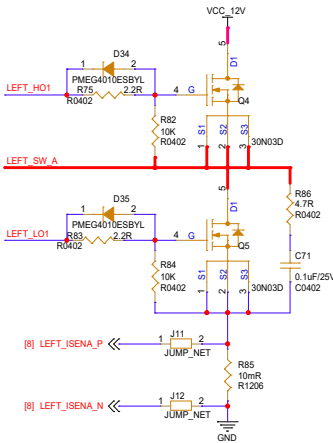 VCC_12V
D34
1 2
PMEG4010ESBYL
LEFT_HO1
R75 2.2R
R0402
5
D1
4 G
Q4
R82
10K
R0402
S1 S2 S3
1 2 3
30N03D
LEFT_SW_A
D35
1 2
PMEG4010ESBYL
LEFT_LO1
R83 2.2R
R0402
5
D1
4 G
Q5
R86
4.7R
R0402
R84
10K
R0402
S1 S2 S3
1 2 3
30N03D
C71
0.1uF/25V
C0402
[8] LEFT_ISENA_P
1 J11 2
JUMP_NET
R85
10mR
R1206
[8] LEFT_ISENA_N
1 J12 2
JUMP_NET
GND